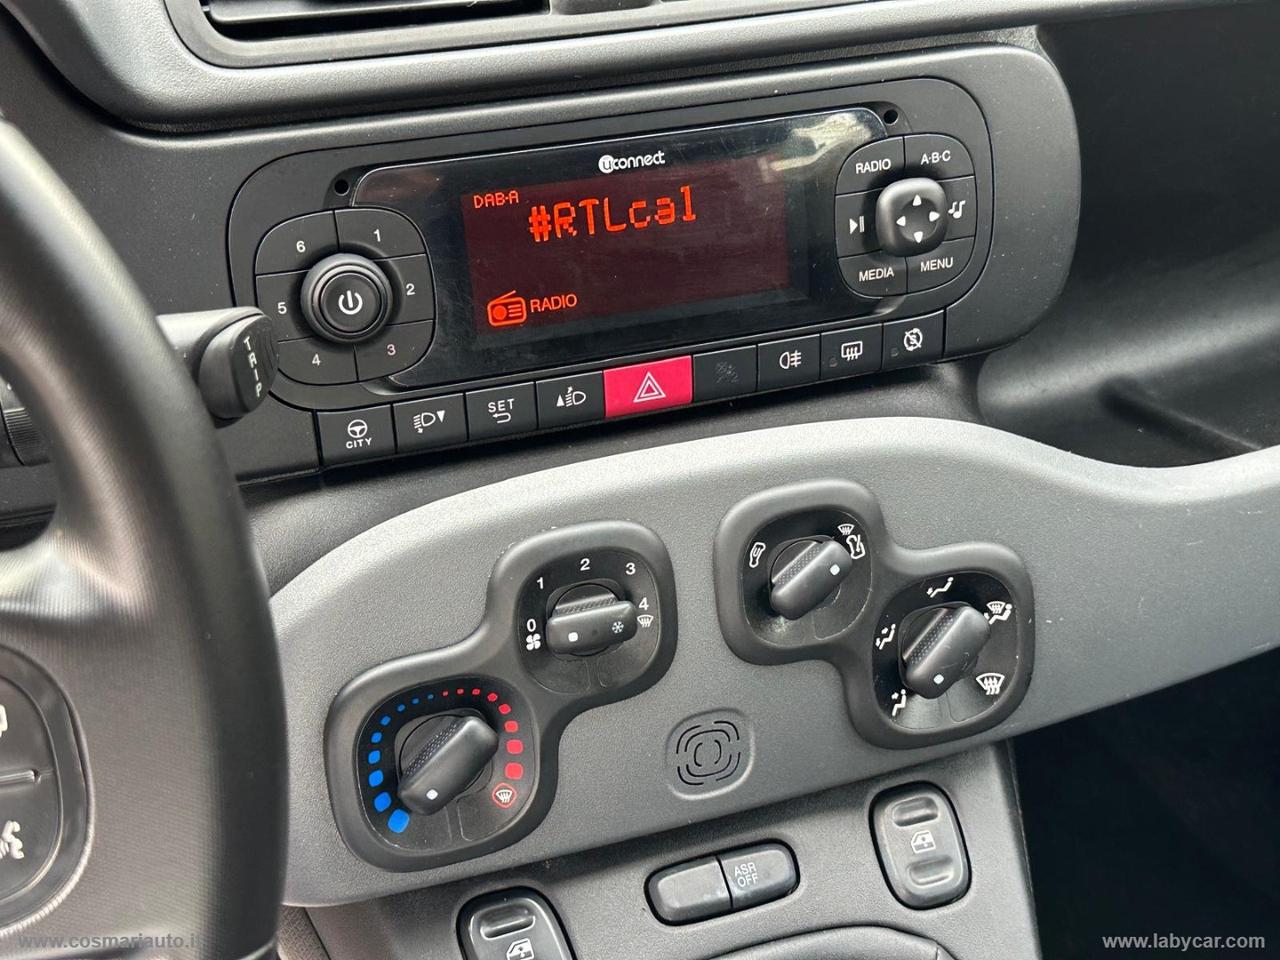 uconnect
DAB·A
#RTLcal
RADIO
6
1
5
2
4
3
RADIO
A·B·C
MEDIA
MENU
TRIP
CITY
SET
0
1
2
3
4
ASR
OFF
www.cosmariauto.it
www.labycar.com